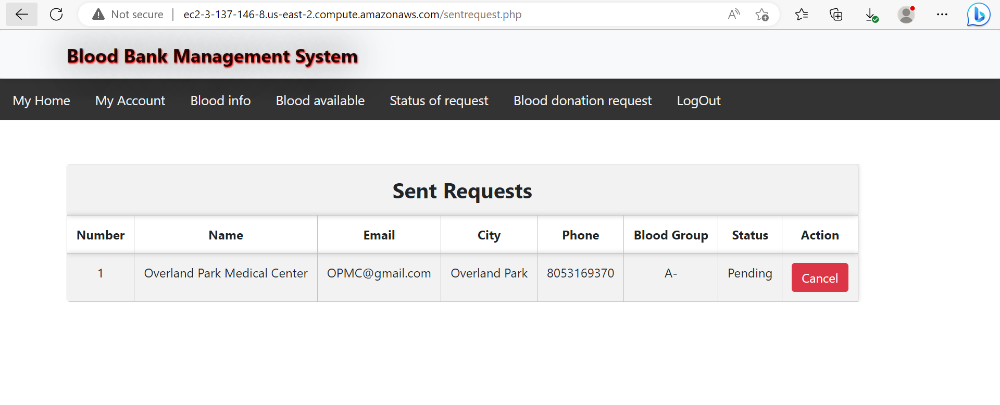 Not secure | ec2-3-137-146-8.us-east-2.compute.amazonaws.com/sentrequest.php
Blood Bank Management System
My Home My Account Blood info Blood available Status of request Blood donation request LogOut
Sent Requests
Number Name Email City Phone Blood Group Status Action
1 Overland Park Medical Center OPMC@gmail.com Overland Park 8053169370 A- Pending Cancel